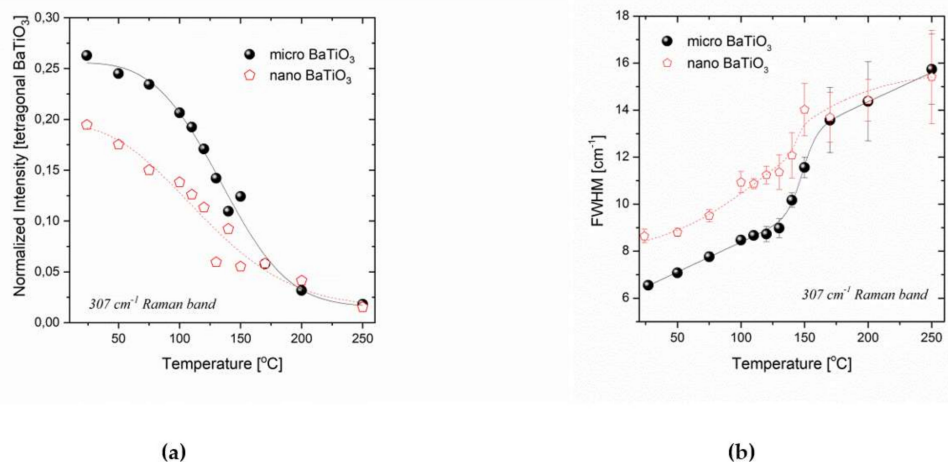 0,30
0,25
0,20
0,15
0,10
0,05
0,00
Normalized Intensity [tetragonal BaTiO3]
micro BaTiO3
nano BaTiO3
307 cm-1 Raman band
50 100 150 200 250
Temperature [oC]
(a)
18
16
14
12
10
8
6
FWHM [cm-1]
micro BaTiO3
nano BaTiO3
307 cm-1 Raman band
50 100 150 200 250
Temperature [oC]
(b)